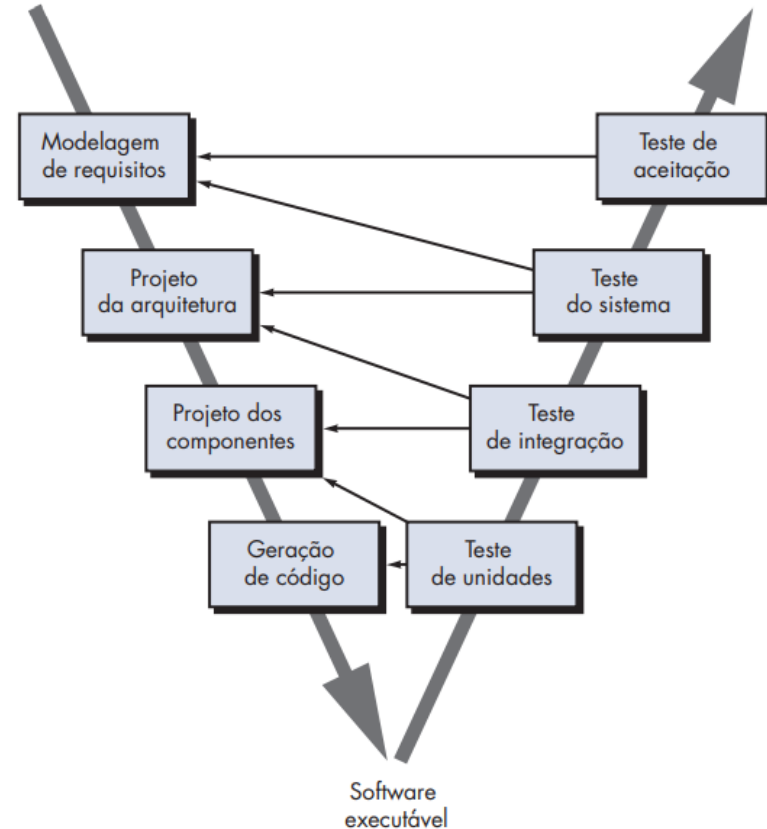 Modelagem
de requisitos
Teste de
aceitação
Projeto
da arquitetura
Teste
do sistema
Projeto dos
componentes
Teste
de integração
Geração
de código
Teste
de unidades
Software
executável